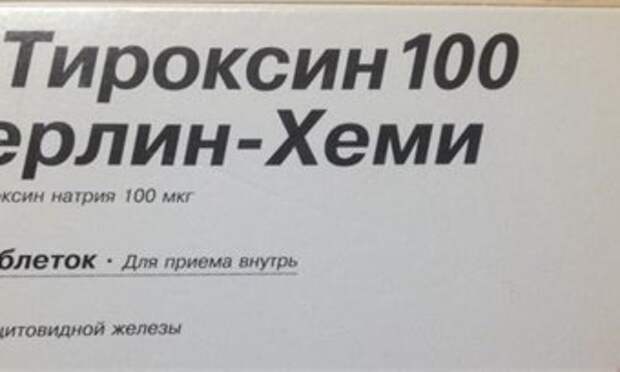 Тироксин 100
ерлин-Хеми
ксин натрия 100 мкг
блеток · Для приема внутрь
щитовидной железы